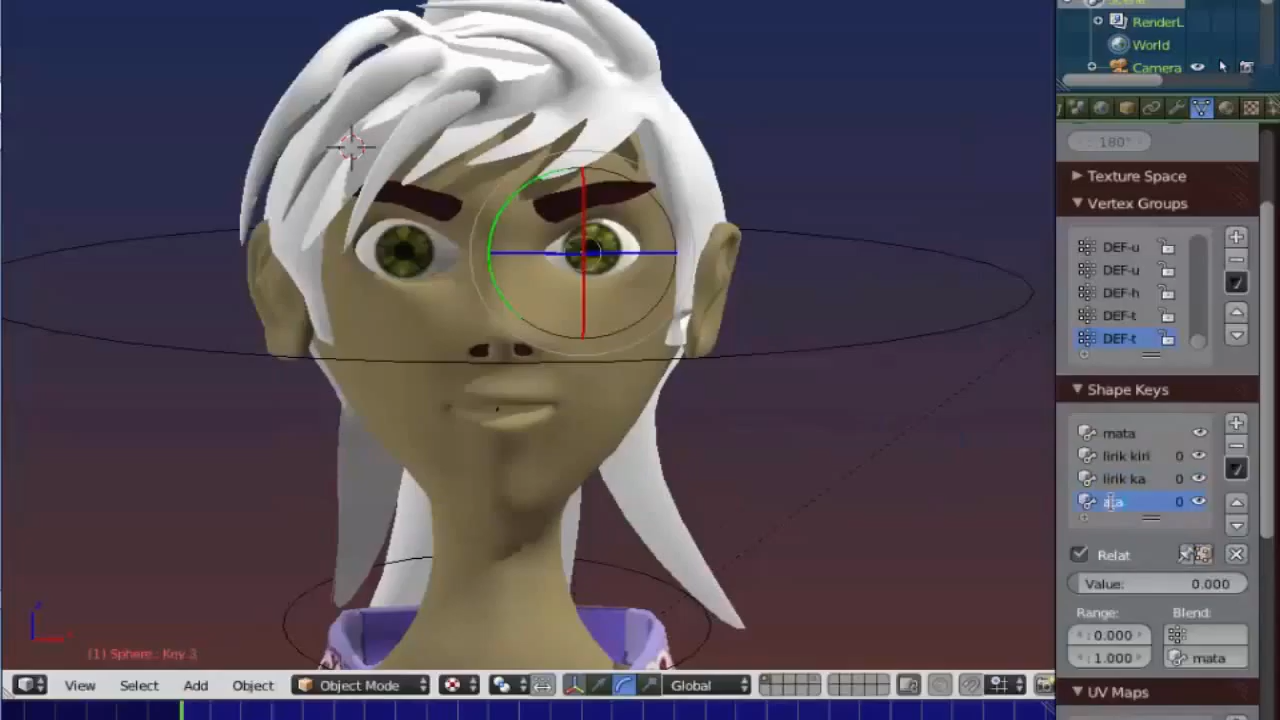 Scene
RenderL
World
Camera
: 180°
Texture Space
Vertex Groups
DEF-u
DEF-u
DEF-h
DEF-t
DEF-t
Shape Keys
mata
lirik kiri 0
lirik ka 0
0
Relat
Value: 0.000
Range: Blend:
0.000
1.000 mata
UV Maps
(1) Sphere : Key 3
View Select Add Object Object Mode Global